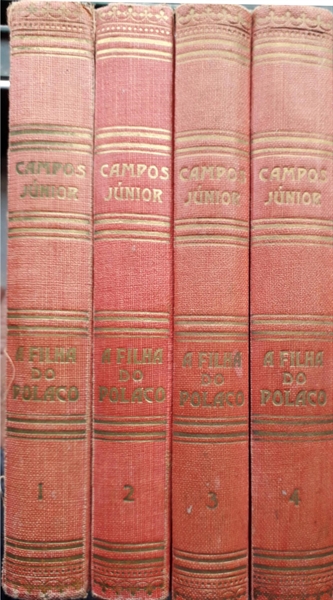 CAMPOS
JÚNIOR
A FILHA
DO
POLACO
1
CAMPOS
JÚNIOR
A FILHA
DO
POLACO
2
CAMPOS
JÚNIOR
A FILHA
DO
POLACO
3
CAMPOS
JÚNIOR
A FILHA
DO
POLACO
4